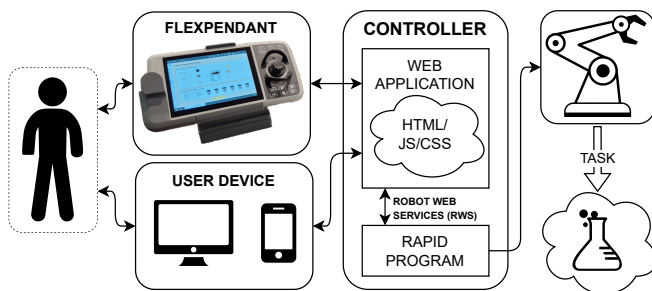 FLEXPENDANT
CONTROLLER
WEB
APPLICATION
HTML/
JS/CSS
USER DEVICE
ROBOT WEB
SERVICES (RWS)
RAPID
PROGRAM
TASK